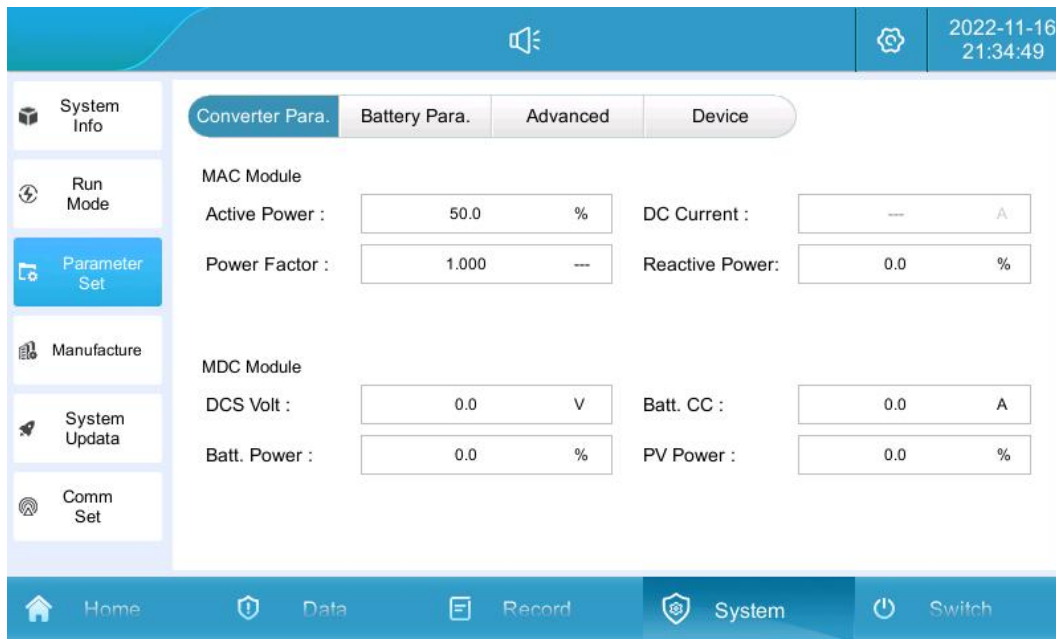 2022-11-16
21:34:49
System
Info
Run
Mode
Parameter
Set
Manufacture
System
Updata
Comm
Set
Converter Para. Battery Para. Advanced Device
MAC Module
Active Power : 50.0 % DC Current : --- A
Power Factor : 1.000 --- Reactive Power: 0.0 %
MDC Module
DCS Volt : 0.0 V Batt. CC : 0.0 A
Batt. Power : 0.0 % PV Power : 0.0 %
Home Data Record System Switch